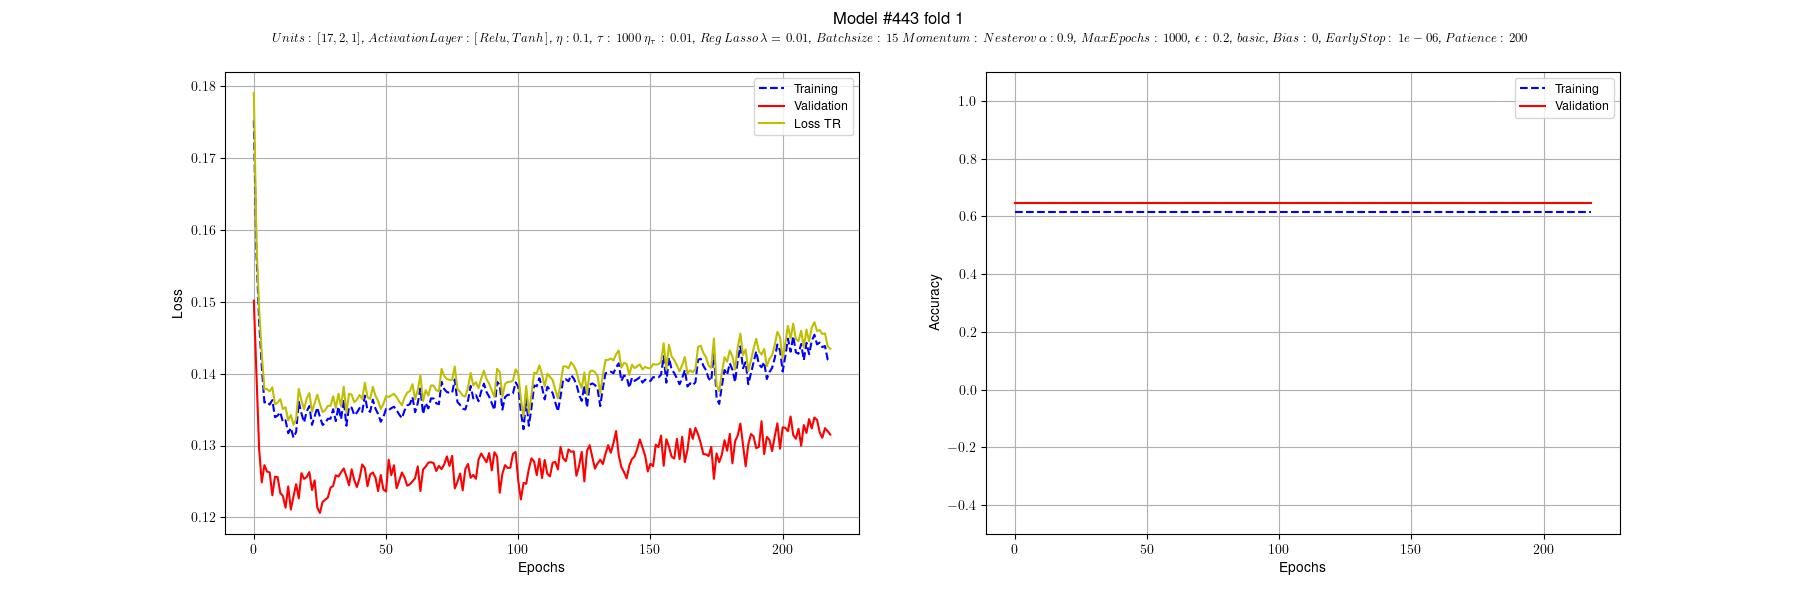 Model #443 fold 1
Units : [17, 2, 1], ActivationLayer : [Relu, Tanh], η : 0.1, τ : 1000 ητ : 0.01, Reg Lasso λ = 0.01, Batchsize : 15 Momentum : Nesterov α : 0.9, MaxEpochs : 1000, ϵ : 0.2, basic, Bias : 0, EarlyStop : 1e − 06, Patience : 200
0.18
0.17
0.16
0.15
0.14
0.13
0.12
Loss
Training
Validation
Loss TR
0 50 100 150 200
Epochs
1.0
0.8
0.6
0.4
0.2
0.0
−0.2
−0.4
Accuracy
Training
Validation
0 50 100 150 200
Epochs